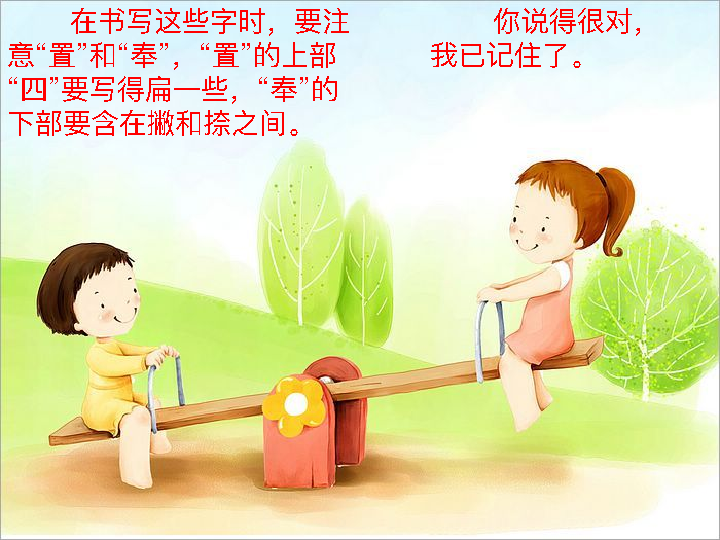 在书写这些字时，要注
意“置”和“奉”，“置”的上部
“四”要写得扁一些，“奉”的
下部要含在撇和捺之间。
你说得很对，
我已记住了。